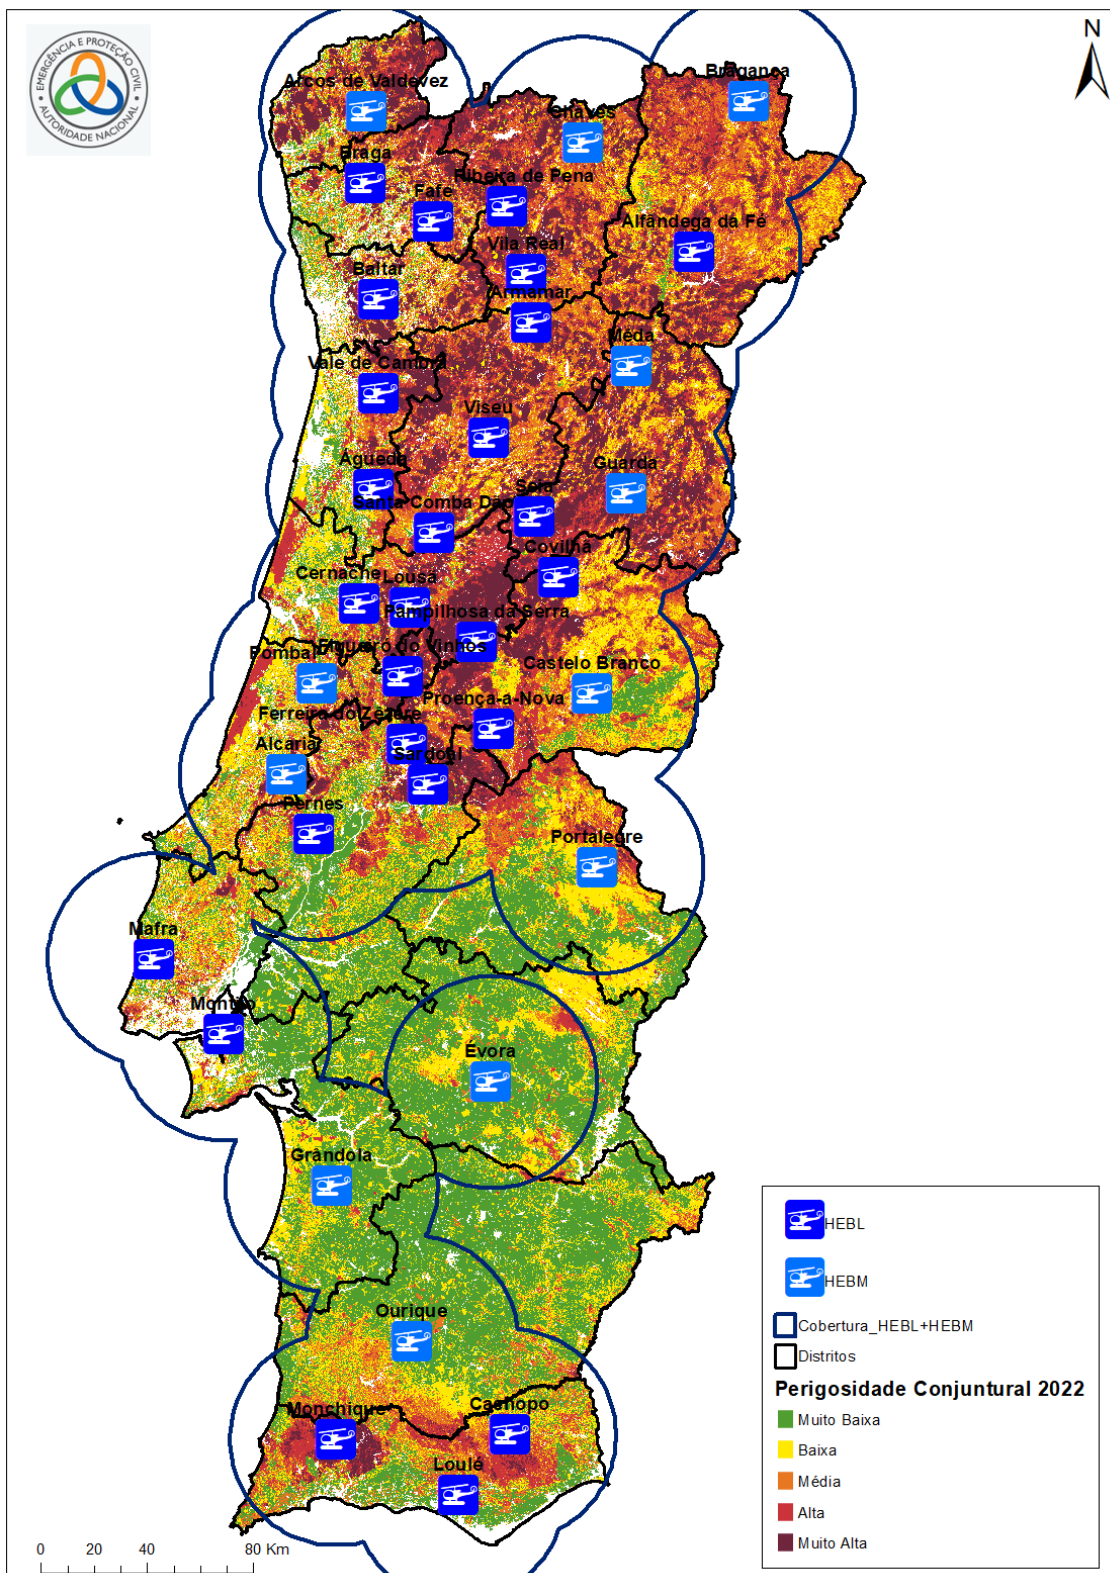 EMERGÊNCIA E PROTEÇÃO CIVIL
AUTORIDADE NACIONAL
N
Arcos de Valdevez
Bragança
Chaves
Braga
Fafe
Ribeira de Pena
Alfândega da Fé
Vila Real
Baltar
Armamar
Mêda
Vale de Cambra
Viseu
Águeda
Guarda
Santa Comba Dão
Seia
Covilhã
Cernache
Lousã
Pampilhosa da Serra
Figueiró do Vinhos
Pombal
Castelo Branco
Proença-a-Nova
Ferreira do Zêzere
Alcaria
Sardoal
Pernes
Portalegre
Mafra
Montijo
Évora
Grândola
Ourique
Monchique
Cachopo
Loulé
HEBL
HEBM
Cobertura_HEBL+HEBM
Distritos
Perigosidade Conjuntural 2022
Muito Baixa
Baixa
Média
Alta
Muito Alta
0 20 40 80 Km